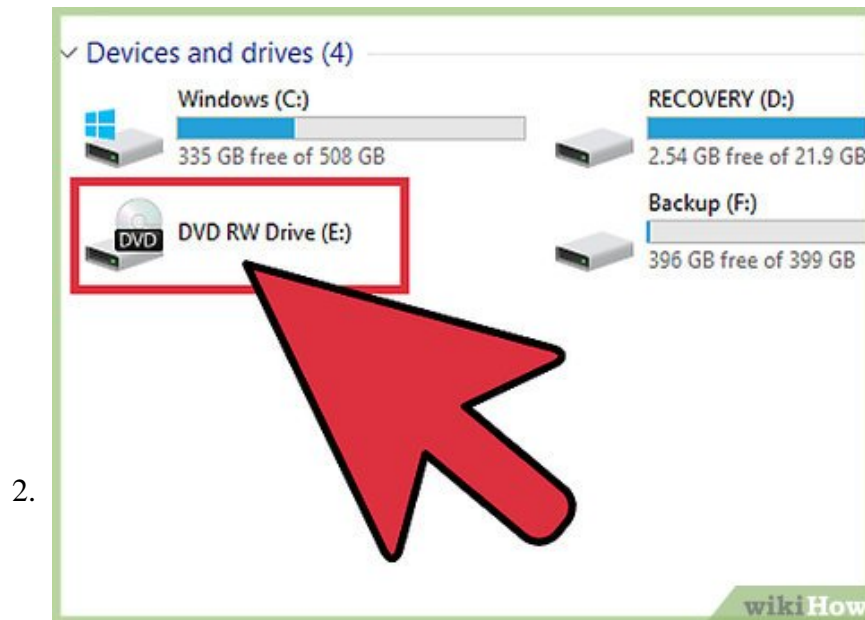 Devices and drives (4)
Windows (C:)
335 GB free of 508 GB
RECOVERY (D:)
2.54 GB free of 21.9 GB
DVD
DVD RW Drive (E:)
Backup (F:)
396 GB free of 399 GB
2.
wikiHow